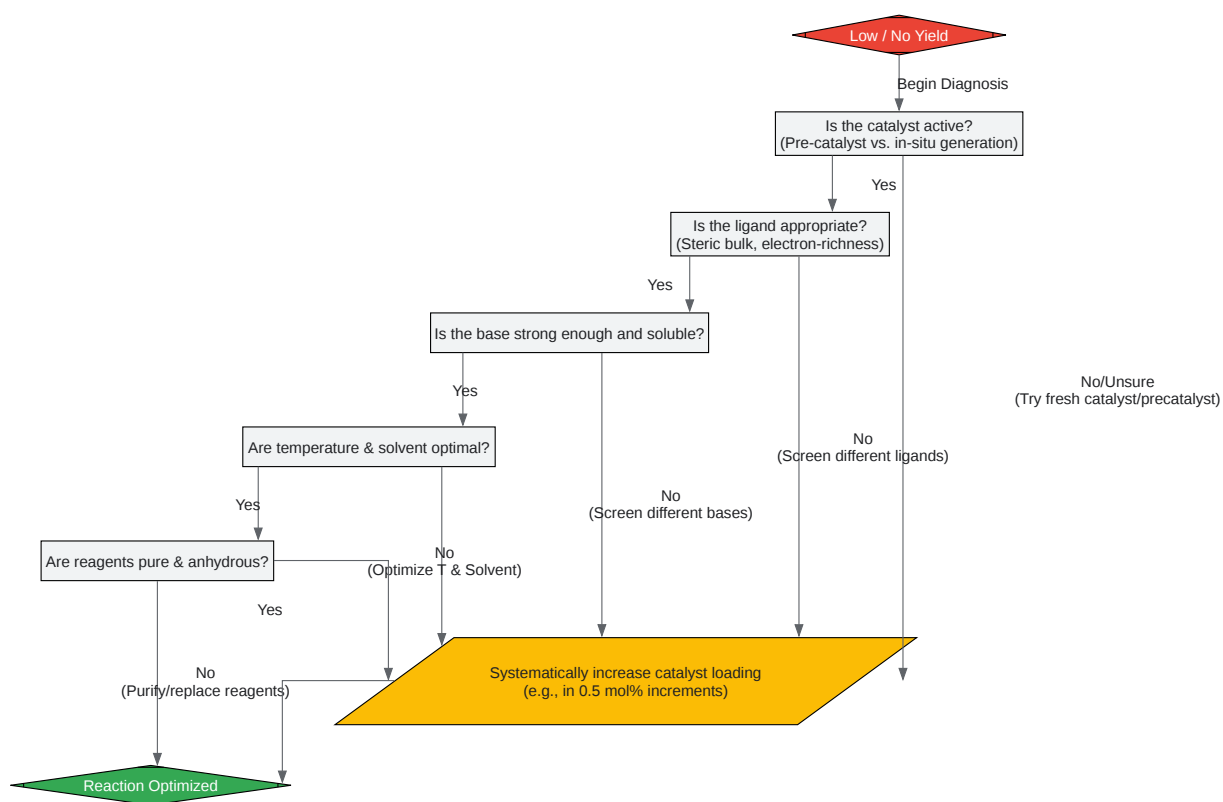 Low / No Yield
Begin Diagnosis
Is the catalyst active?
(Pre-catalyst vs. in-situ generation)
Yes
Is the ligand appropriate?
(Steric bulk, electron-richness)
Yes
Is the base strong enough and soluble?
Yes
No/Unsure
(Try fresh catalyst/precatalyst)
Are temperature & solvent optimal?
No
(Screen different ligands)
Yes
No
(Screen different bases)
Are reagents pure & anhydrous?
No
(Optimize T & Solvent)
Yes
No
(Purify/replace reagents)
Systematically increase catalyst loading
(e.g., in 0.5 mol% increments)
Reaction Optimized